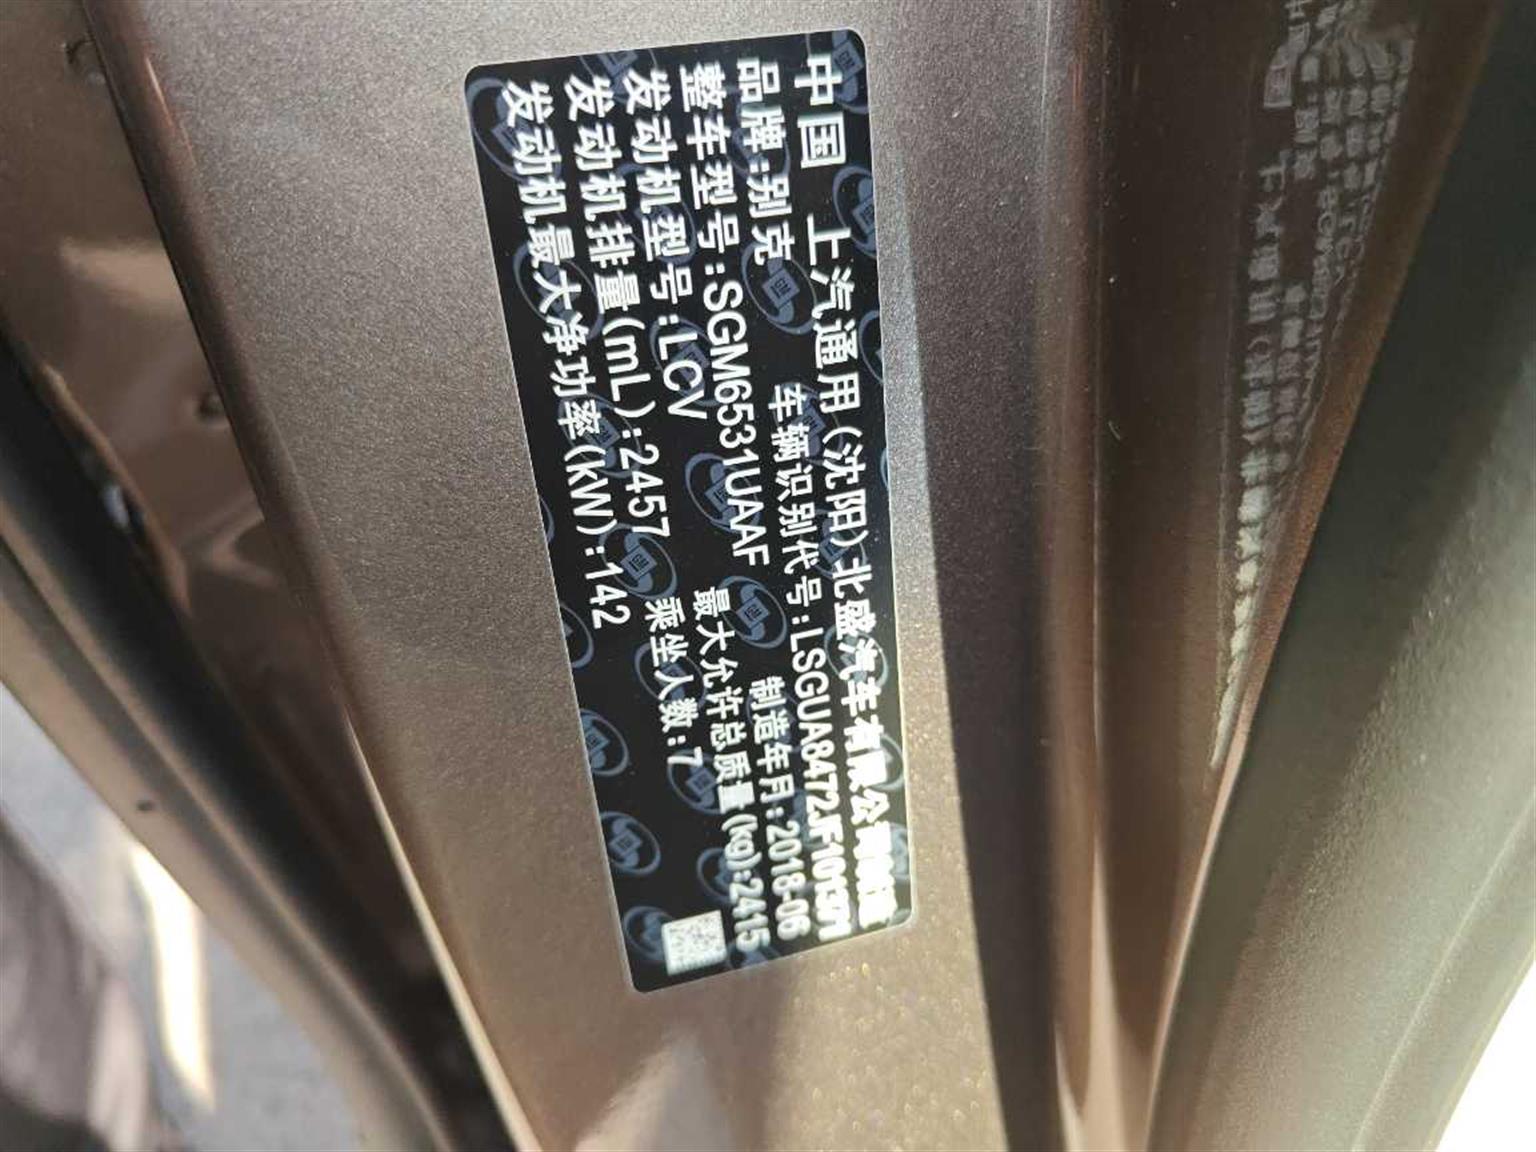 中国 上汽通用(沈阳)北盛汽车有限公司制造
品牌:别克 车辆识别代号:LSGUA8472JF101371
整车型号:SGM6531UAAF 制造年月:2018-06
发动机型号:LCV 最大允许总质量(kg):2415
发动机排量(mL):2457 乘坐人数:7
发动机最大净功率(kW):142